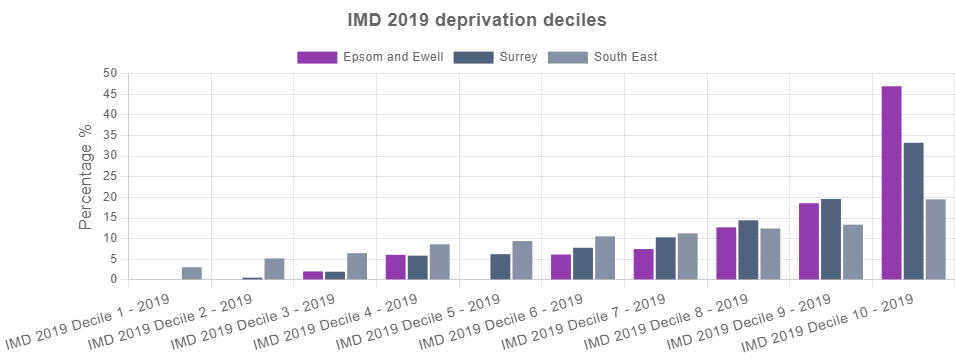 IMD 2019 deprivation deciles
Epsom and Ewell Surrey South East
Percentage %
50
45
40
35
30
25
20
15
10
5
0
IMD 2019 Decile 1 - 2019
IMD 2019 Decile 2 - 2019
IMD 2019 Decile 3 - 2019
IMD 2019 Decile 4 - 2019
IMD 2019 Decile 5 - 2019
IMD 2019 Decile 6 - 2019
IMD 2019 Decile 7 - 2019
IMD 2019 Decile 8 - 2019
IMD 2019 Decile 9 - 2019
IMD 2019 Decile 10 - 2019